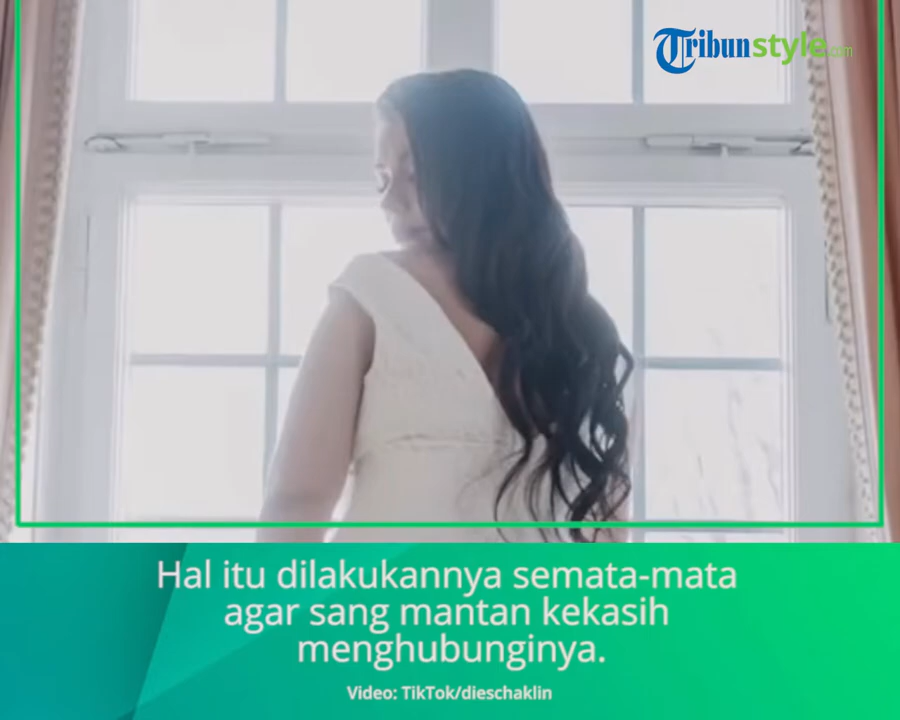 Tribunstyle.com
Hal itu dilakukannya semata-mata
agar sang mantan kekasih
menghubunginya.
Video: TikTok/dieschaklin